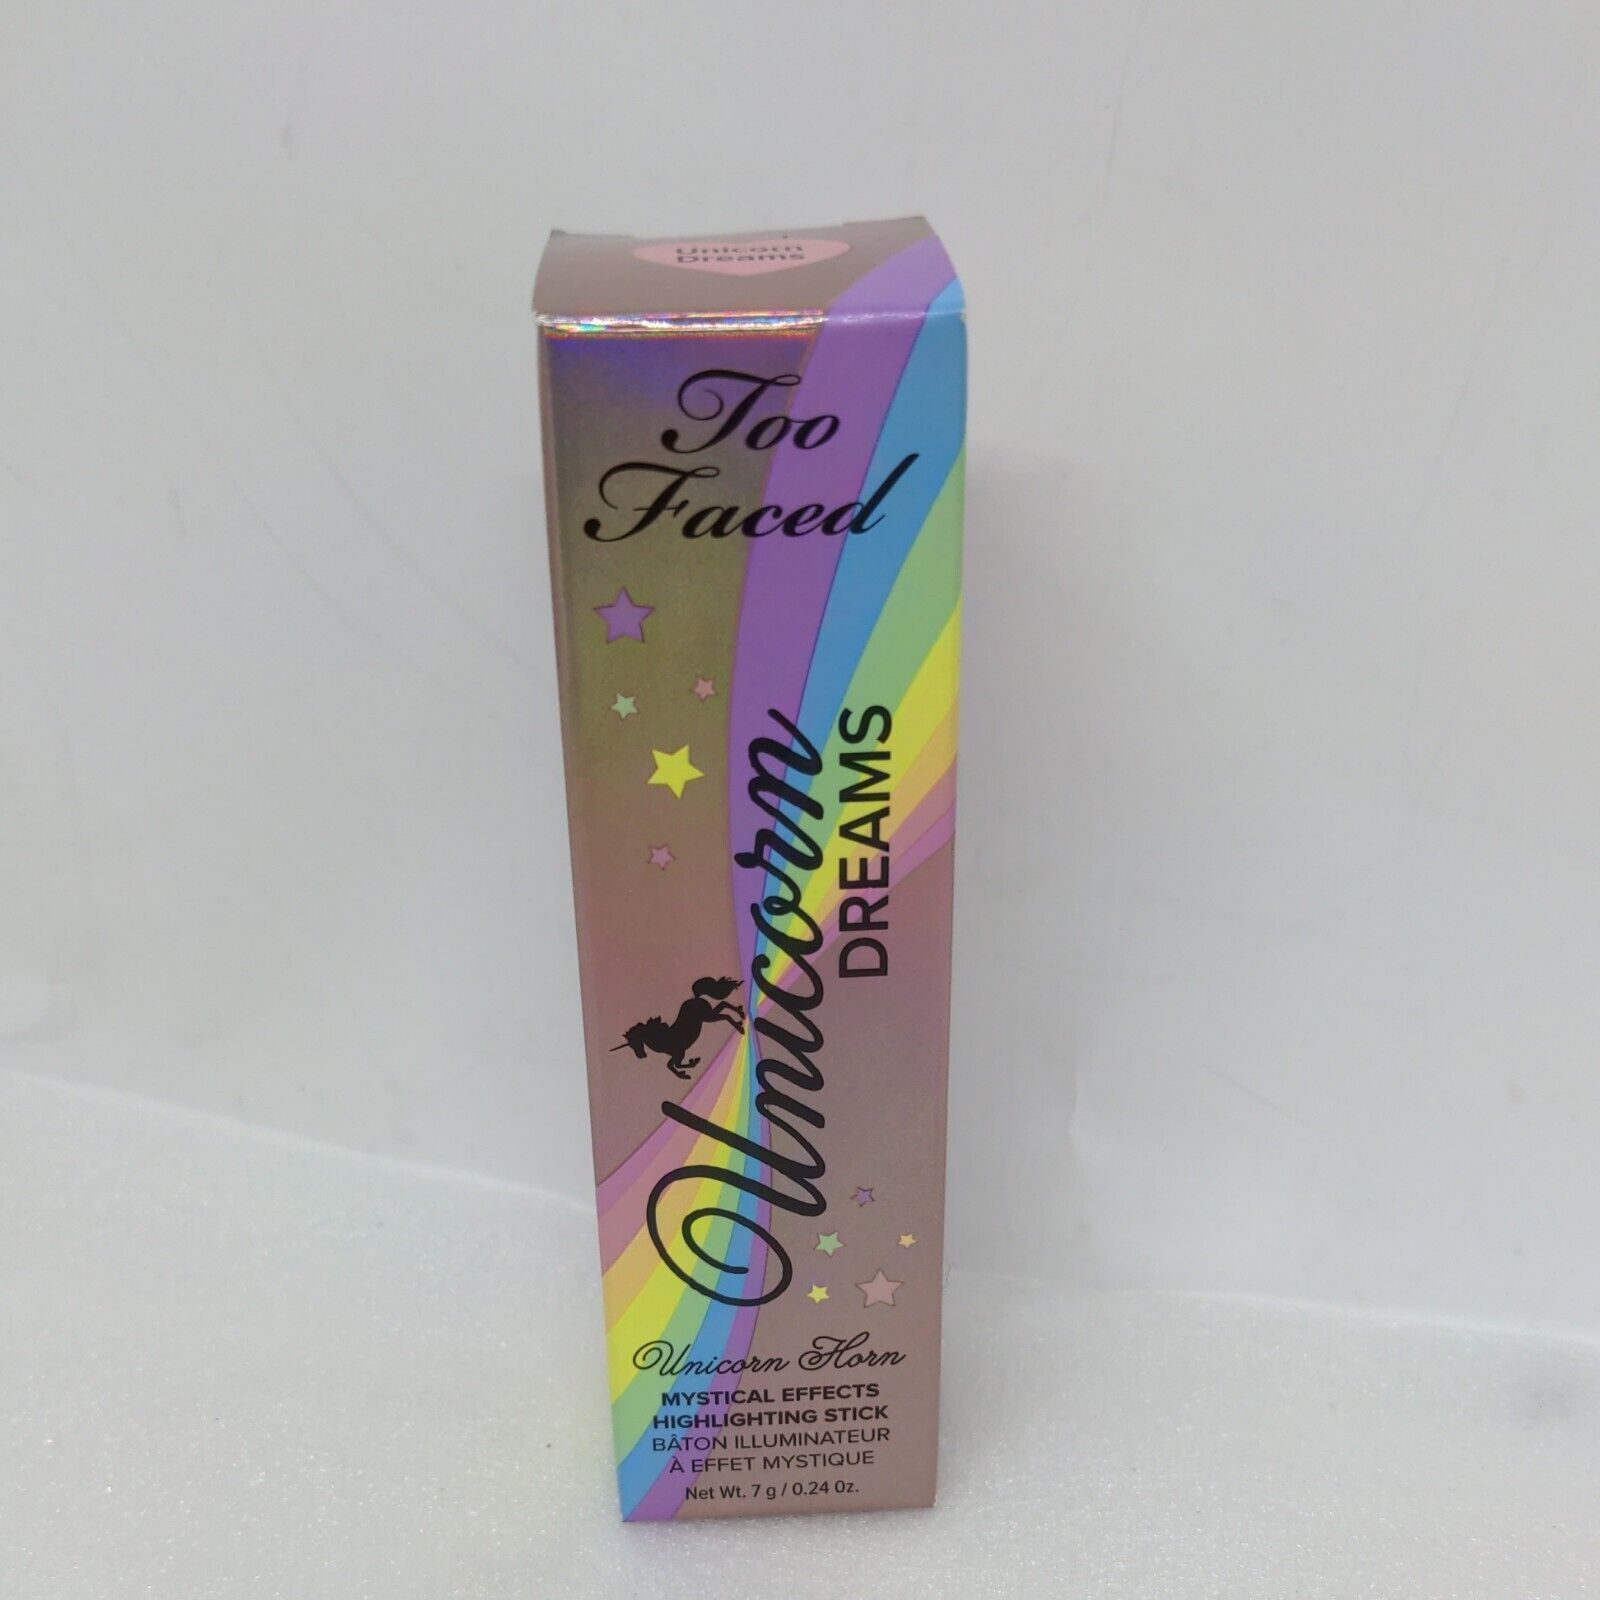 Unicorn
Dreams
Too
Faced
Unicorn
DREAMS
Unicorn Horn
MYSTICAL EFFECTS
HIGHLIGHTING STICK
BÂTON ILLUMINATEUR
À EFFET MYSTIQUE
Net Wt. 7 g / 0.24 Oz.